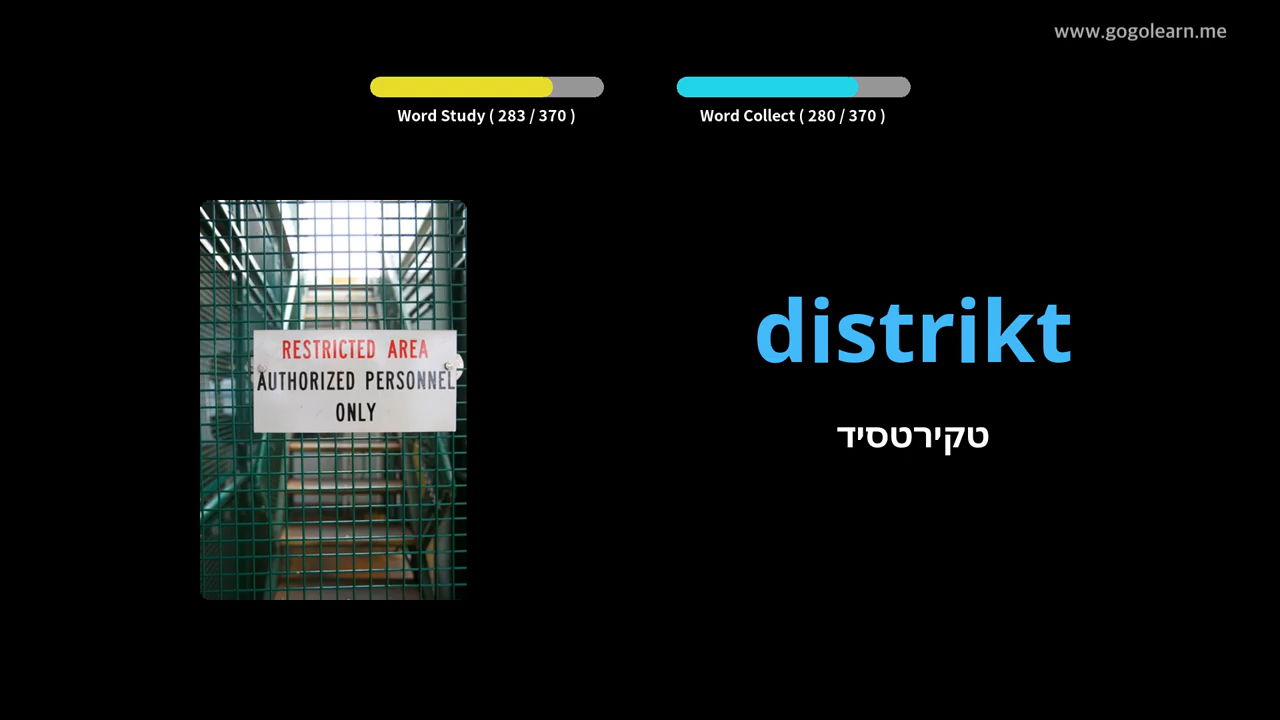 www.gogolearn.me
Word Study ( 283 / 370 )
Word Collect ( 280 / 370 )
RESTRICTED AREA
AUTHORIZED PERSONNEL
ONLY
distrikt
טקירטסיד